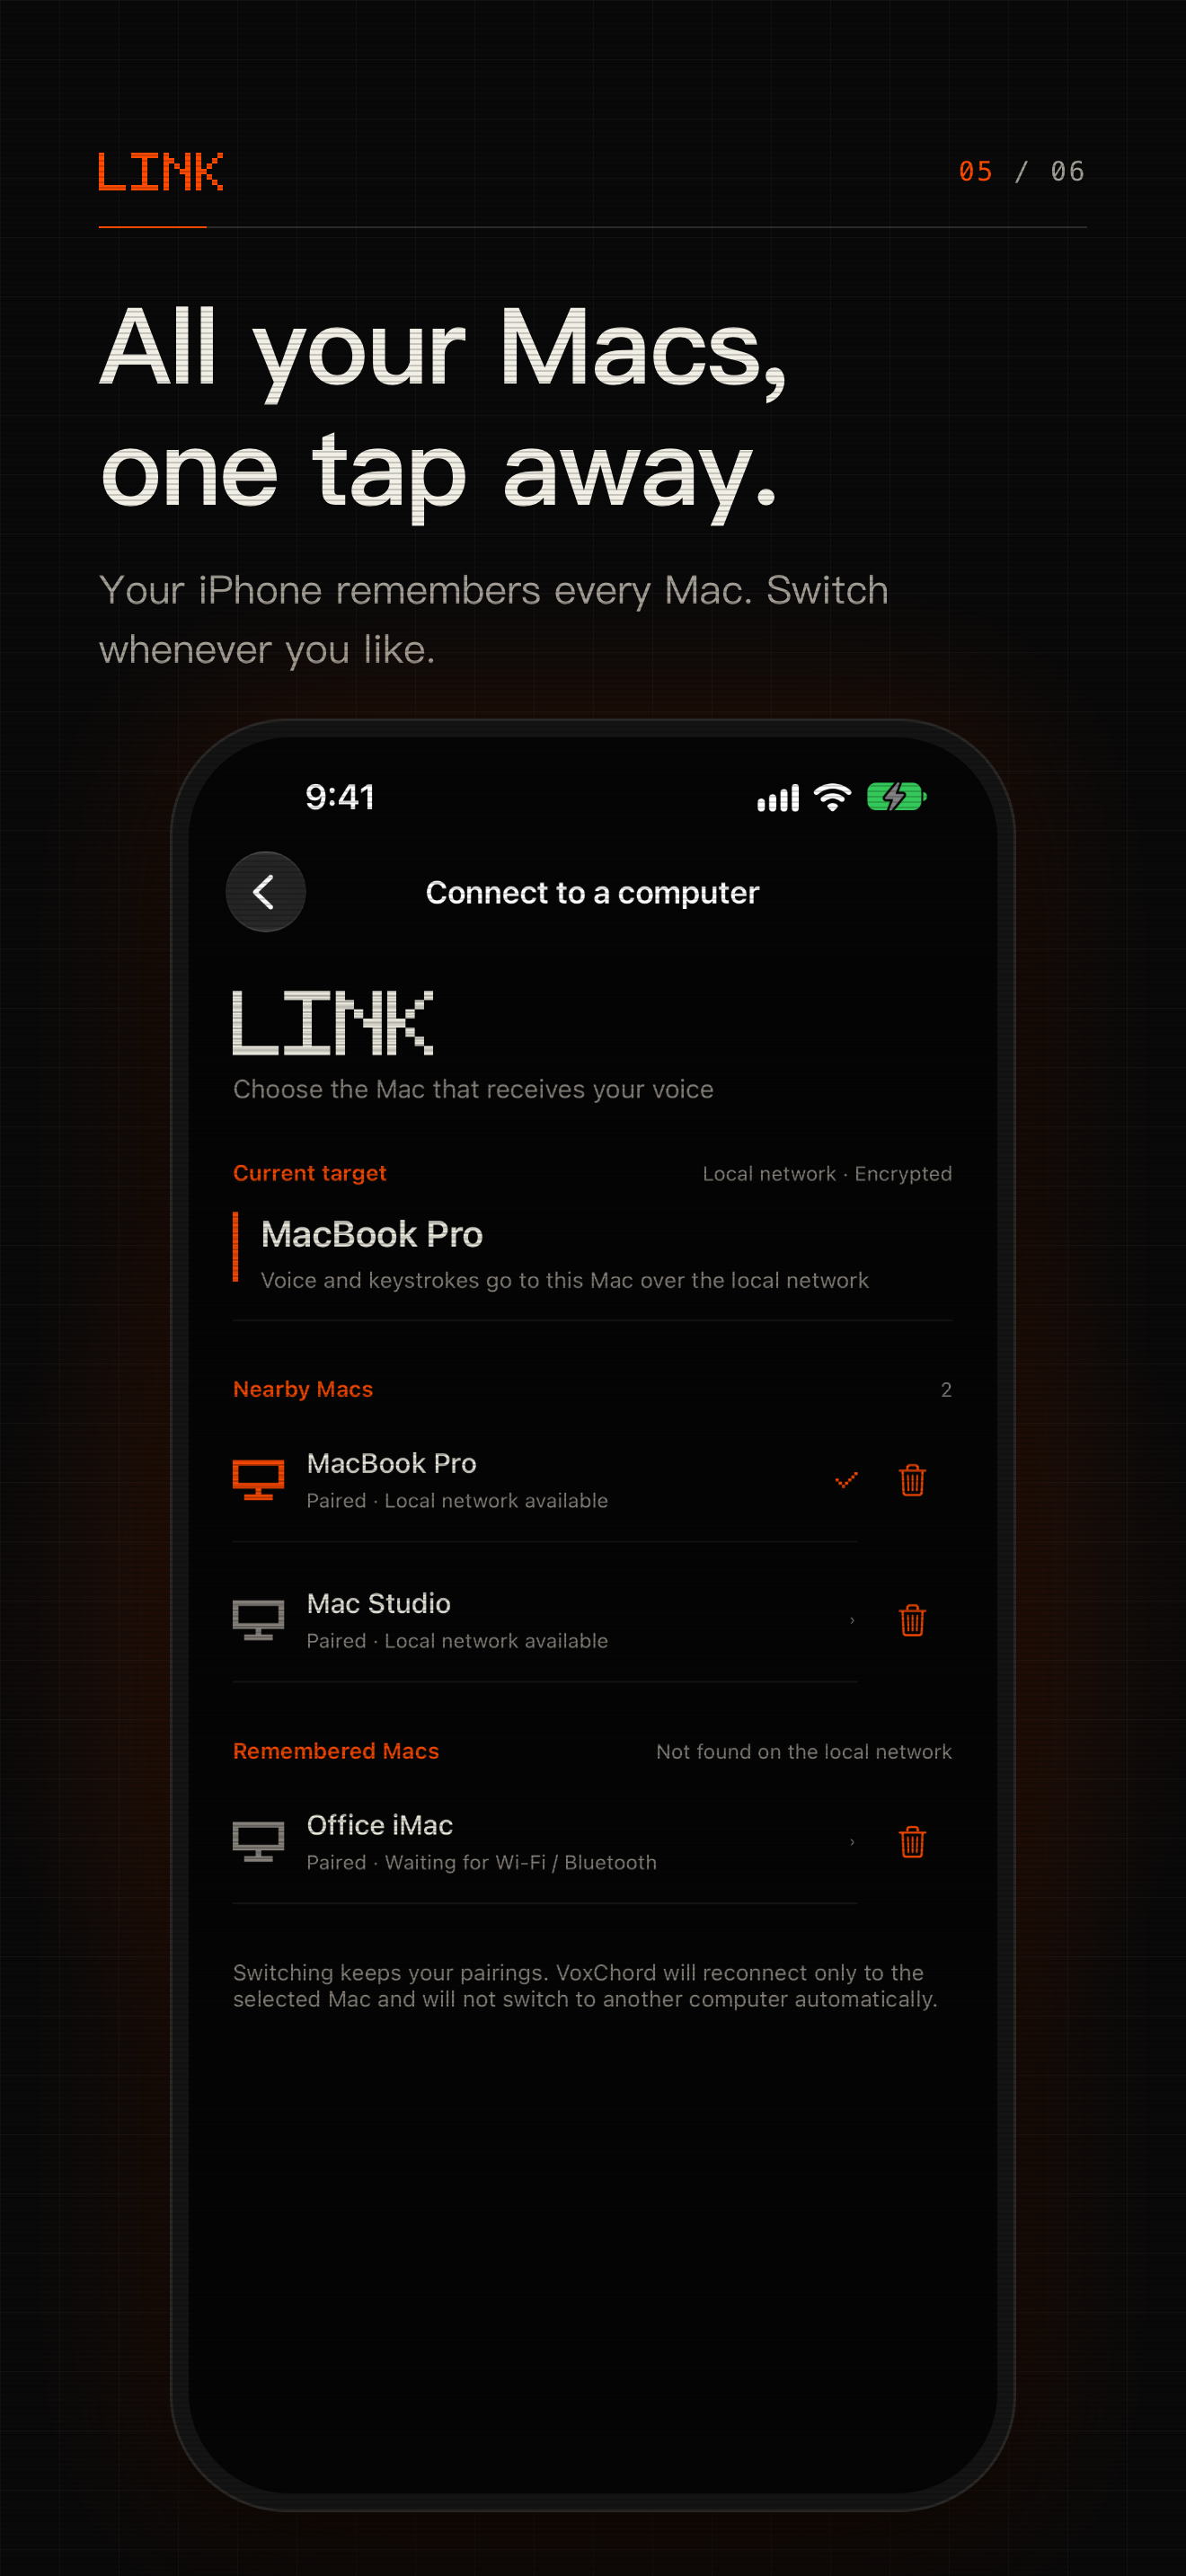 LINK
05 / 06
All your Macs,
one tap away.
Your iPhone remembers every Mac. Switch
whenever you like.
9:41
Connect to a computer
LINK
Choose the Mac that receives your voice
Current target
Local network · Encrypted
MacBook Pro
Voice and keystrokes go to this Mac over the local network
Nearby Macs
2
MacBook Pro
Paired · Local network available
Mac Studio
Paired · Local network available
Remembered Macs
Not found on the local network
Office iMac
Paired · Waiting for Wi-Fi / Bluetooth
Switching keeps your pairings. VoxChord will reconnect only to the
selected Mac and will not switch to another computer automatically.